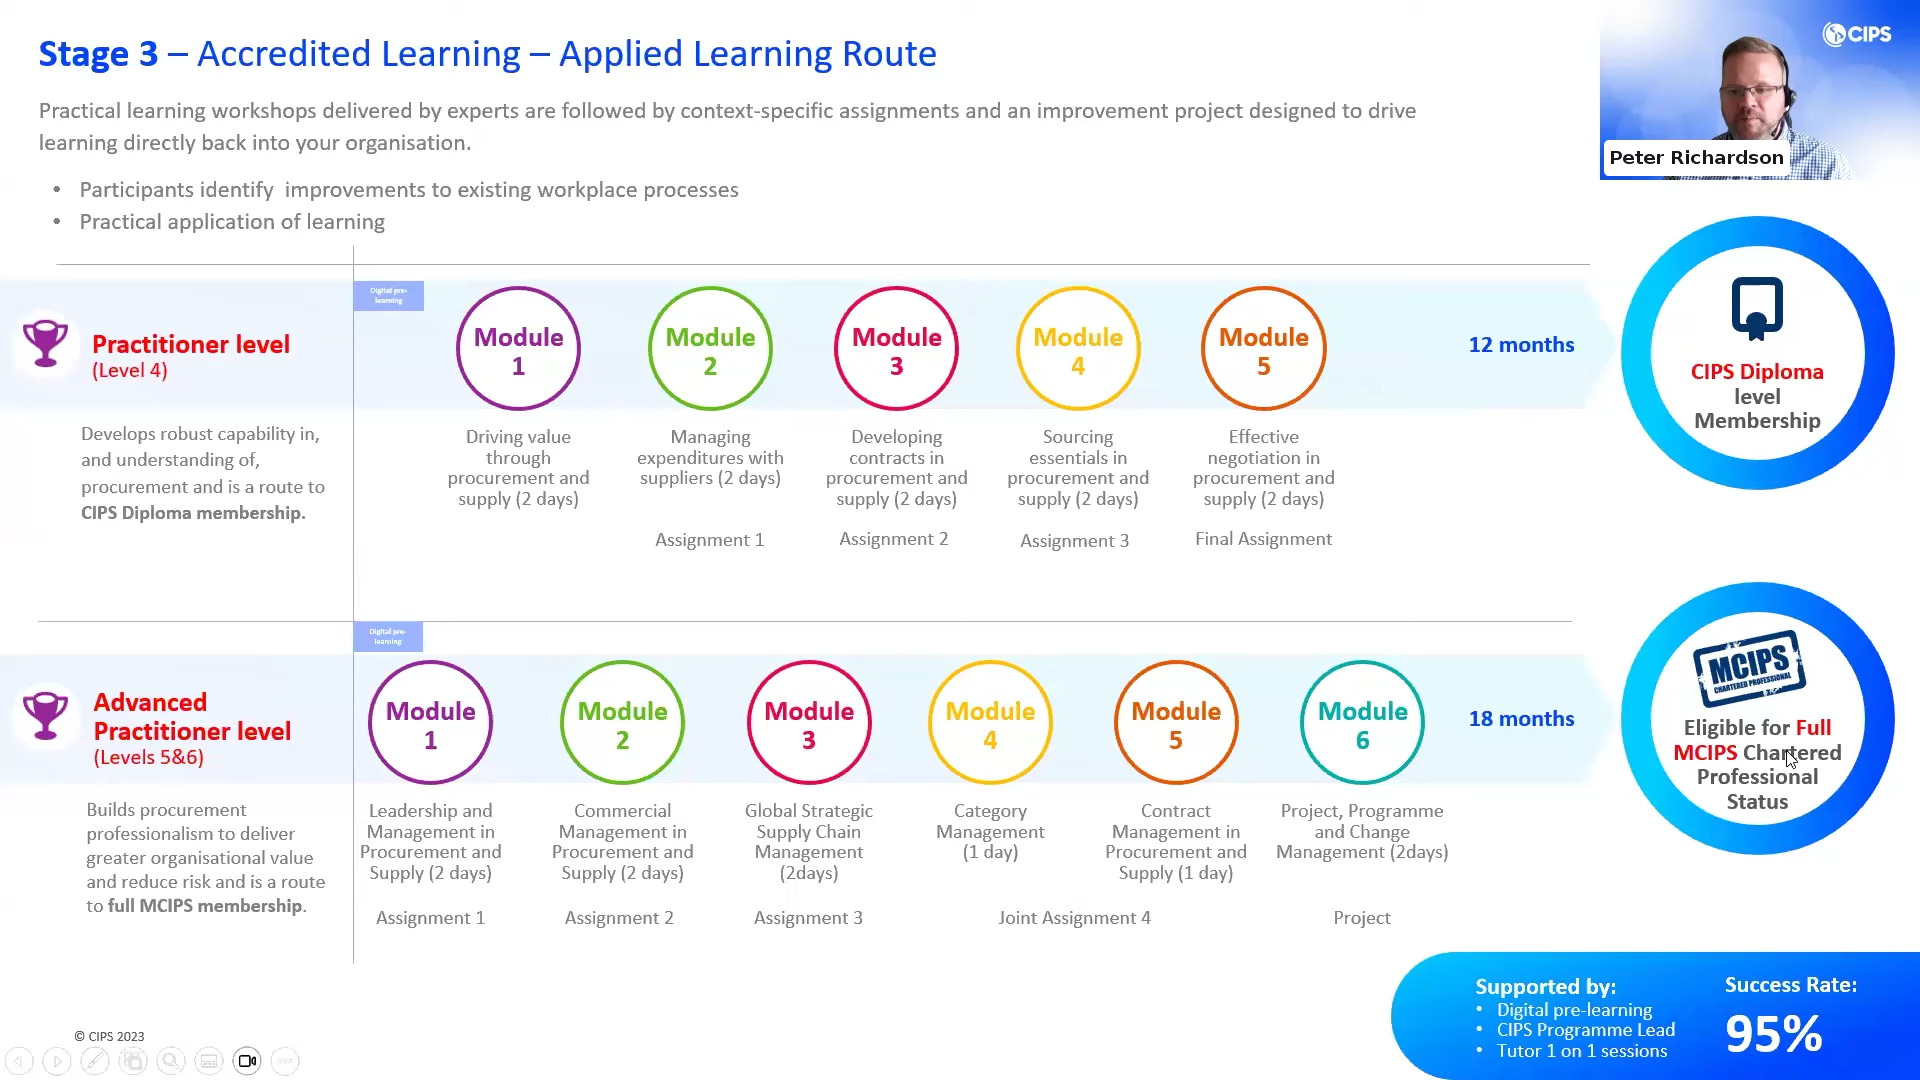 Stage 3 – Accredited Learning – Applied Learning Route
CIPS
Peter Richardson
Practical learning workshops delivered by experts are followed by context-specific assignments and an improvement project designed to drive
learning directly back into your organisation.
• Participants identify  improvements to existing workplace processes
• Practical application of learning
Digital pre-
learning
Practitioner level
(Level 4)
Develops robust capability in,
and understanding of,
procurement and is a route to
CIPS Diploma membership.
Module
1
Driving value
through
procurement and
supply (2 days)
Module
2
Managing
expenditures with
suppliers (2 days)
Assignment 1
Module
3
Developing
contracts in
procurement and
supply (2 days)
Assignment 2
Module
4
Sourcing
essentials in
procurement and
supply (2 days)
Assignment 3
Module
5
Effective
negotiation in
procurement and
supply (2 days)
Final Assignment
12 months
CIPS Diploma
level
Membership
Digital pre-
learning
Advanced
Practitioner level
(Levels 5&6)
Builds procurement
professionalism to deliver
greater organisational value
and reduce risk and is a route
to full MCIPS membership.
Module
1
Leadership and
Management in
Procurement and
Supply (2 days)
Assignment 1
Module
2
Commercial
Management in
Procurement and
Supply (2 days)
Assignment 2
Module
3
Global Strategic
Supply Chain
Management
(2days)
Assignment 3
Module
4
Category
Management
(1 day)
Module
5
Contract
Management in
Procurement and
Supply (1 day)
Joint Assignment 4
Module
6
Project, Programme
and Change
Management (2days)
Project
18 months
MCIPS
CHARTERED PROFESSIONAL
Eligible for Full
MCIPS Chartered
Professional
Status
Supported by:
• Digital pre-learning
• CIPS Programme Lead
• Tutor 1 on 1 sessions
Success Rate:
95%
© CIPS 2023